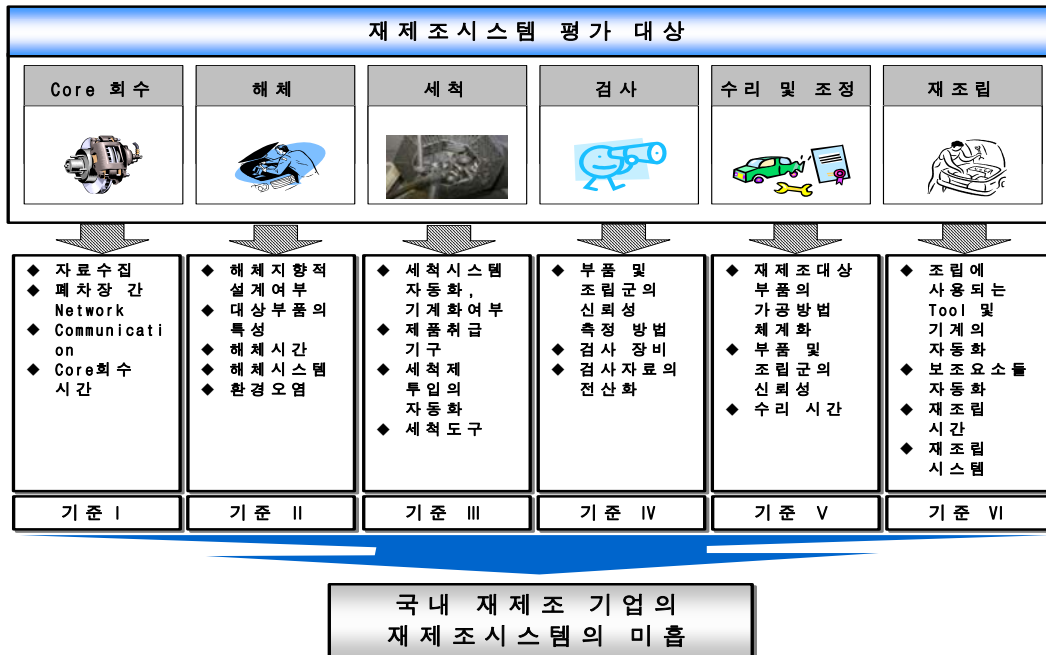 재제조시스템 평가 대상
Core 회수
해체
세척
검사
수리 및 조정
재조립
◆ 자료수집
◆ 폐차장 간
Network
◆ Communicati
on
◆ Core회수
시간
◆ 해체지향적
설계여부
◆ 대상부품의
특성
◆ 해체시간
◆ 해체시스템
◆ 환경오염
◆ 세척시스템
자동화,
기계화여부
◆ 제품취급
기구
◆ 세척제
투입의
자동화
◆ 세척도구
◆ 부품 및
조립군의
신뢰성
측정 방법
◆ 검사 장비
◆ 검사자료의
전산화
◆ 재제조대상
부품의
가공방법
체계화
◆ 부품 및
조립군의
신뢰성
◆ 수리 시간
◆ 조립에
사용되는
Tool 및
기계의
자동화
◆ 보조요소들
자동화
◆ 재조립
시간
◆ 재조립
시스템
기준 Ⅰ
기준 Ⅱ
기준 Ⅲ
기준 Ⅳ
기준 Ⅴ
기준 Ⅵ
국내 재제조 기업의
재제조시스템의 미흡